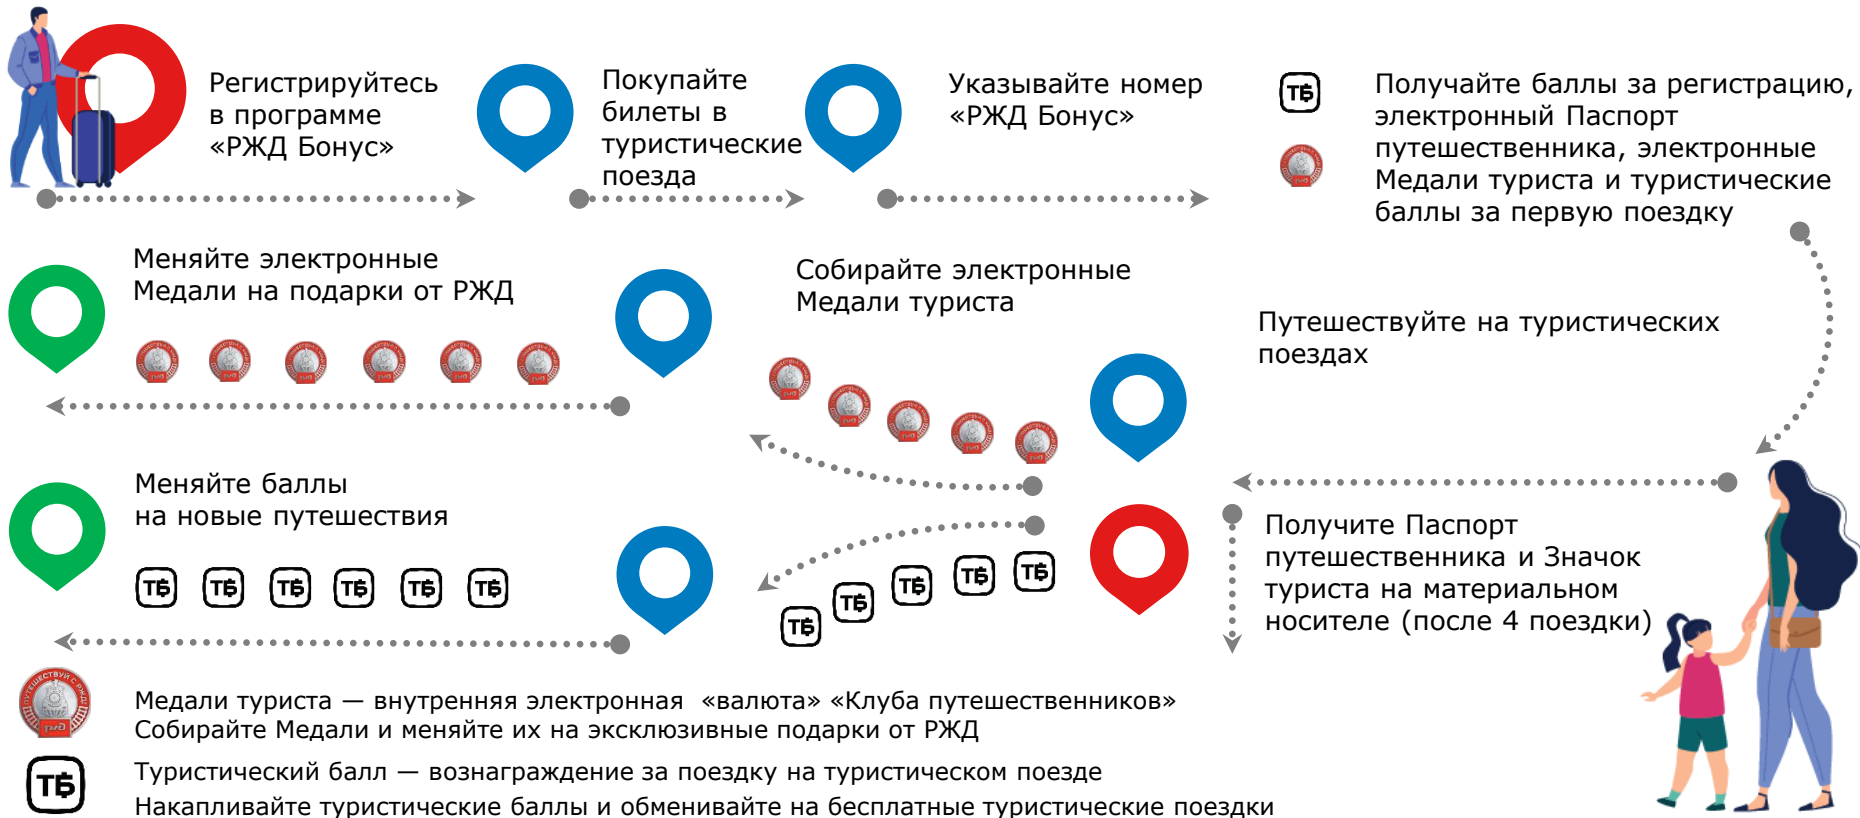 Регистрируйтесь
в программе
«РЖД Бонус»
Покупайте
билеты в
туристические
поезда
Указывайте номер
«РЖД Бонус»
ТБ
Получайте баллы за регистрацию,
электронный Паспорт
путешественника, электронные
Медали туриста и туристические
баллы за первую поездку
Меняйте электронные
Медали на подарки от РЖД
Собирайте электронные
Медали туриста
Путешествуйте на туристических
поездах
Меняйте баллы
на новые путешествия
ТБ ТБ ТБ ТБ ТБ ТБ
ТБ ТБ ТБ ТБ ТБ
Получите Паспорт
путешественника и Значок
туриста на материальном
носителе (после 4 поездки)
ПУТЕШЕСТВУЙ С РЖД!
РЖД
Медали туриста — внутренняя электронная «валюта» «Клуба путешественников»
Собирайте Медали и меняйте их на эксклюзивные подарки от РЖД
ТБ
Туристический балл — вознаграждение за поездку на туристическом поезде
Накапливайте туристические баллы и обменивайте на бесплатные туристические поездки